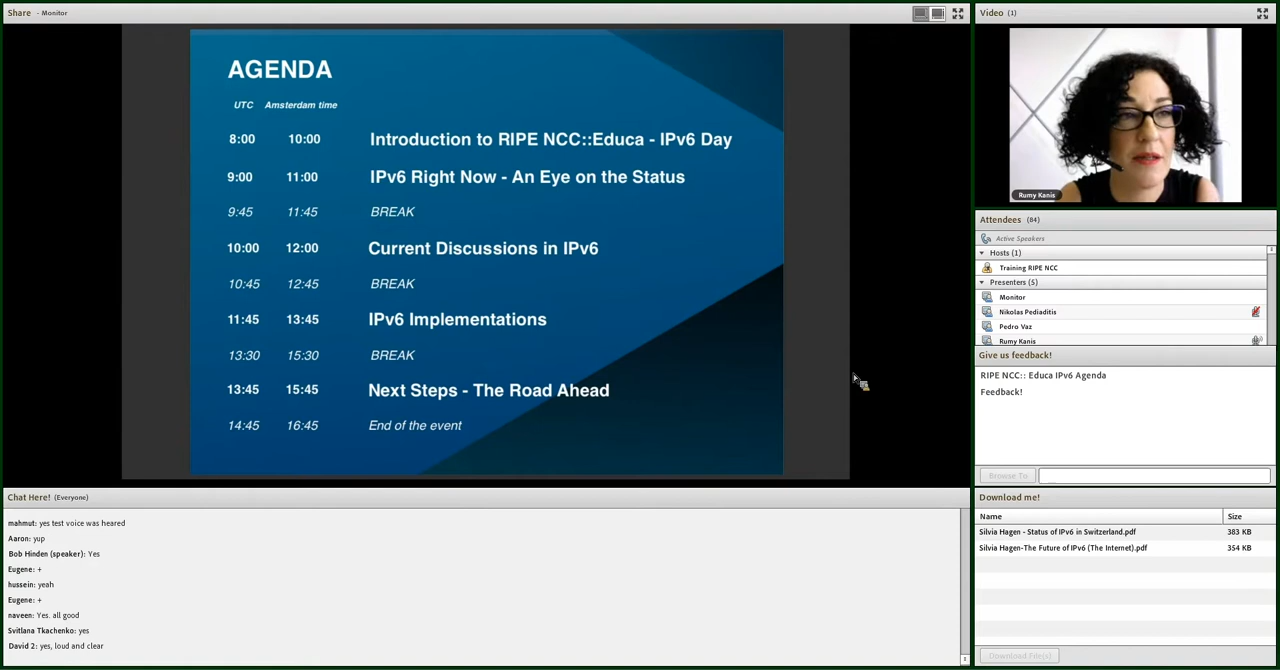 Share - Monitor
AGENDA
UTC Amsterdam time
8:00 10:00 Introduction to RIPE NCC::Educa - IPv6 Day
9:00 11:00 IPv6 Right Now - An Eye on the Status
9:45 11:45 BREAK
10:00 12:00 Current Discussions in IPv6
10:45 12:45 BREAK
11:45 13:45 IPv6 Implementations
13:30 15:30 BREAK
13:45 15:45 Next Steps - The Road Ahead
14:45 16:45 End of the event
Chat Here! (Everyone)
mahmut: yes test voice was heared
Aaron: yup
Bob Hinden (speaker): Yes
Eugene: +
hussein: yeah
Eugene: +
naveen: Yes. all good
Svitlana Tkachenko: yes
David 2: yes, loud and clear
Video (1)
Rumy Kanis
Attendees (84)
Active Speakers
Hosts (1)
Training RIPE NCC
Presenters (5)
Monitor
Nikolas Pediaditis
Pedro Vaz
Rumy Kanis
Give us feedback!
RIPE NCC:: Educa IPv6 Agenda
Feedback!
Browse To
Download me!
Name Size
Silvia Hagen - Status of IPv6 in Switzerland.pdf 383 KB
Silvia Hagen-The Future of IPv6 (The Internet).pdf 354 KB
Download File(s)